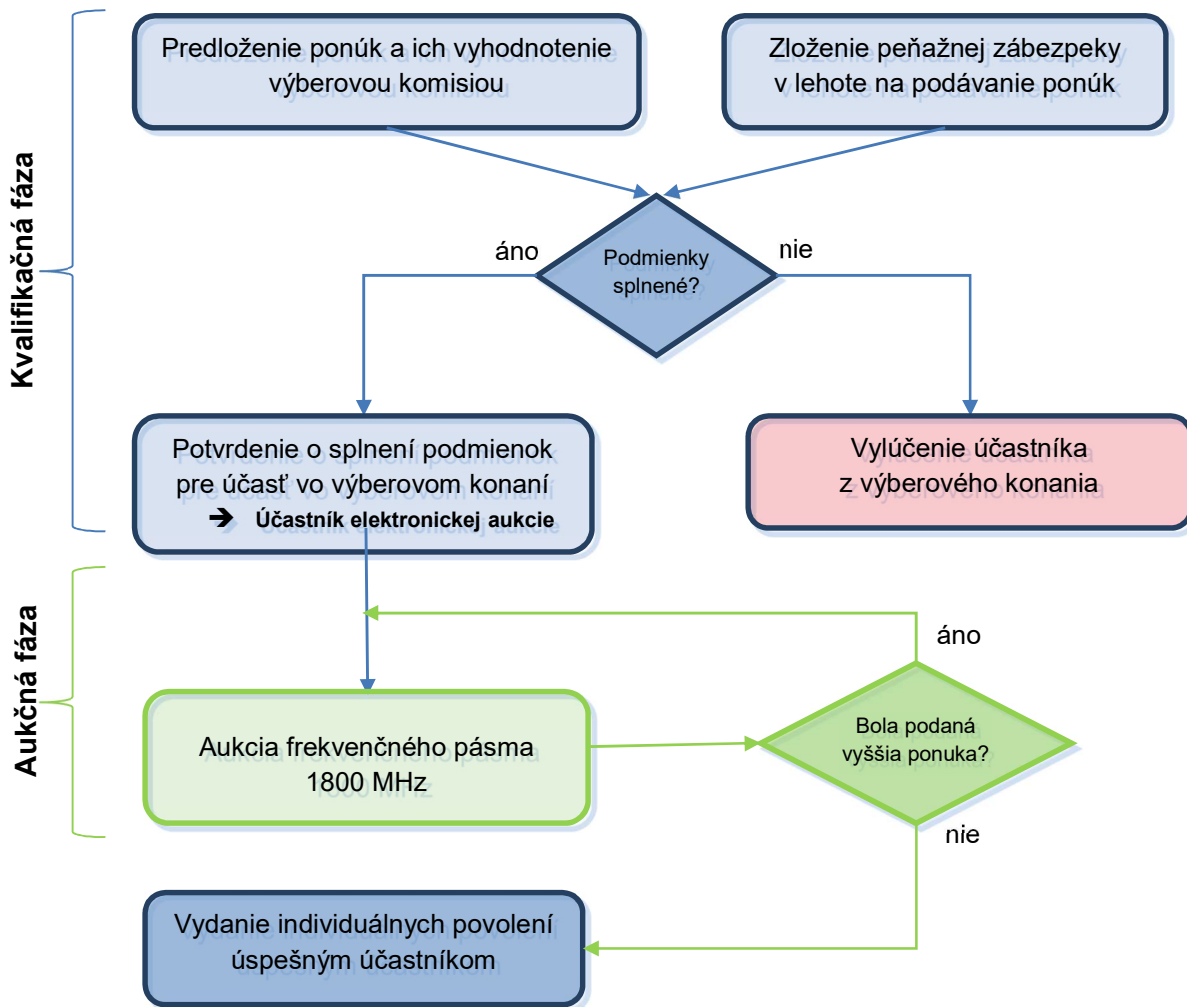 Predloženie ponúk a ich vyhodnotenie
výberovou komisiou
Zloženie peňažnej zábezpeky
v lehote na podávanie ponúk
Kvalifikačná fáza
Podmienky
splnené?
áno
nie
Potvrdenie o splnení podmienok
pre účasť vo výberovom konaní
➔ Účastník elektronickej aukcie
Vylúčenie účastníka
z výberového konania
Aukčná fáza
áno
Aukcia frekvenčného pásma
1800 MHz
Bola podaná
vyššia ponuka?
nie
Vydanie individuálnych povolení
úspešným účastníkom